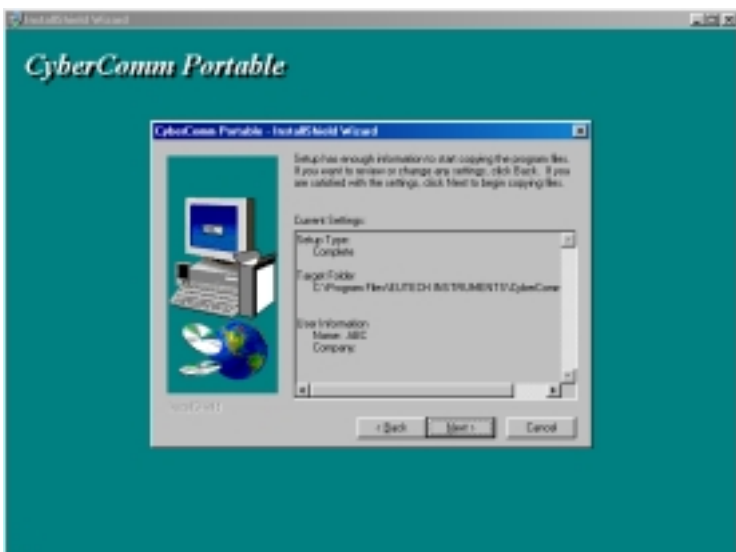 InstallShield Wizard
CyberComm Portable
CyberComm Portable - InstallShield Wizard
Setup has enough information to start copying the program files.
If you want to review or change any settings, click Back. If you
are satisfied with the settings, click Next to begin copying files.
Current Settings:
Setup Type:
Complete
Target Folder
C:\Program Files\EUTECH INSTRUMENTS\CyberComm
User Information
Name: ABC
Company:
InstallShield
< Back
Next >
Cancel